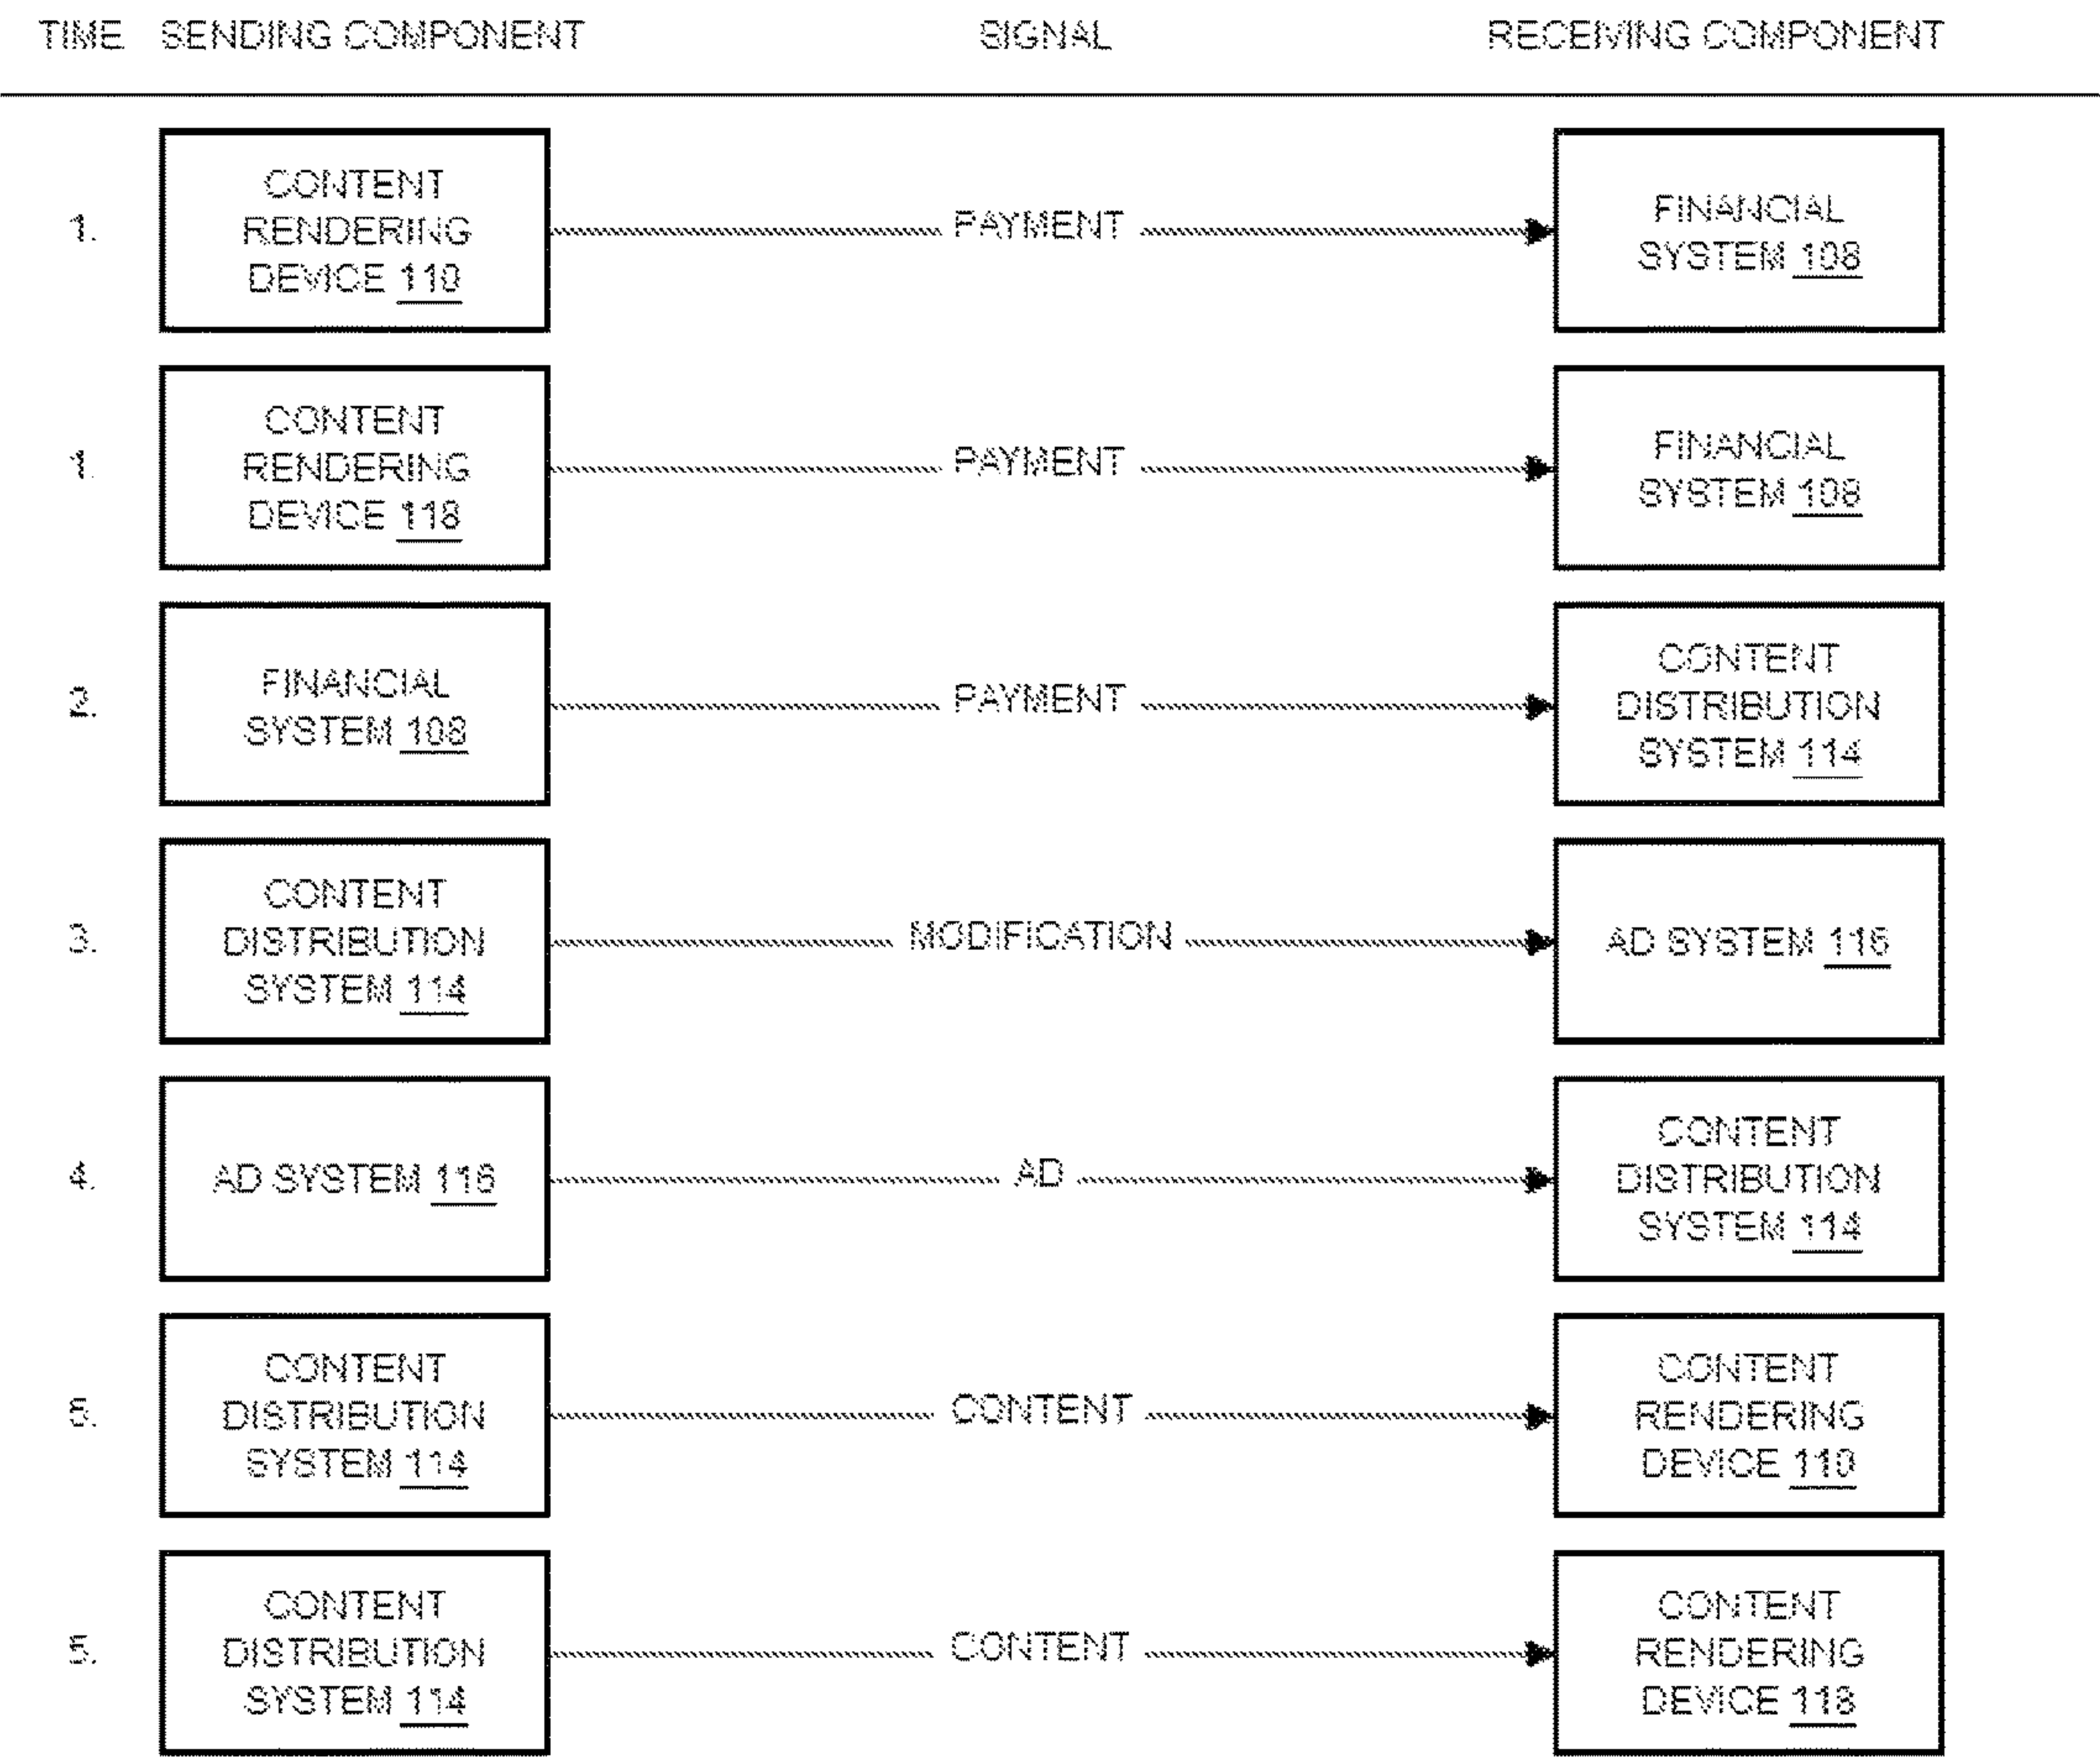 TIME SENDING COMPONENT SIGNAL RECEIVING COMPONENT
1.
CONTENT
RENDERING
DEVICE 110
PAYMENT
FINANCIAL
SYSTEM 108
1.
CONTENT
RENDERING
DEVICE 118
PAYMENT
FINANCIAL
SYSTEM 108
2.
FINANCIAL
SYSTEM 108
PAYMENT
CONTENT
DISTRIBUTION
SYSTEM 114
3.
CONTENT
DISTRIBUTION
SYSTEM 114
MODIFICATION
AD SYSTEM 116
4.
AD SYSTEM 116
AD
CONTENT
DISTRIBUTION
SYSTEM 114
5.
CONTENT
DISTRIBUTION
SYSTEM 114
CONTENT
CONTENT
RENDERING
DEVICE 110
5.
CONTENT
DISTRIBUTION
SYSTEM 114
CONTENT
CONTENT
RENDERING
DEVICE 118